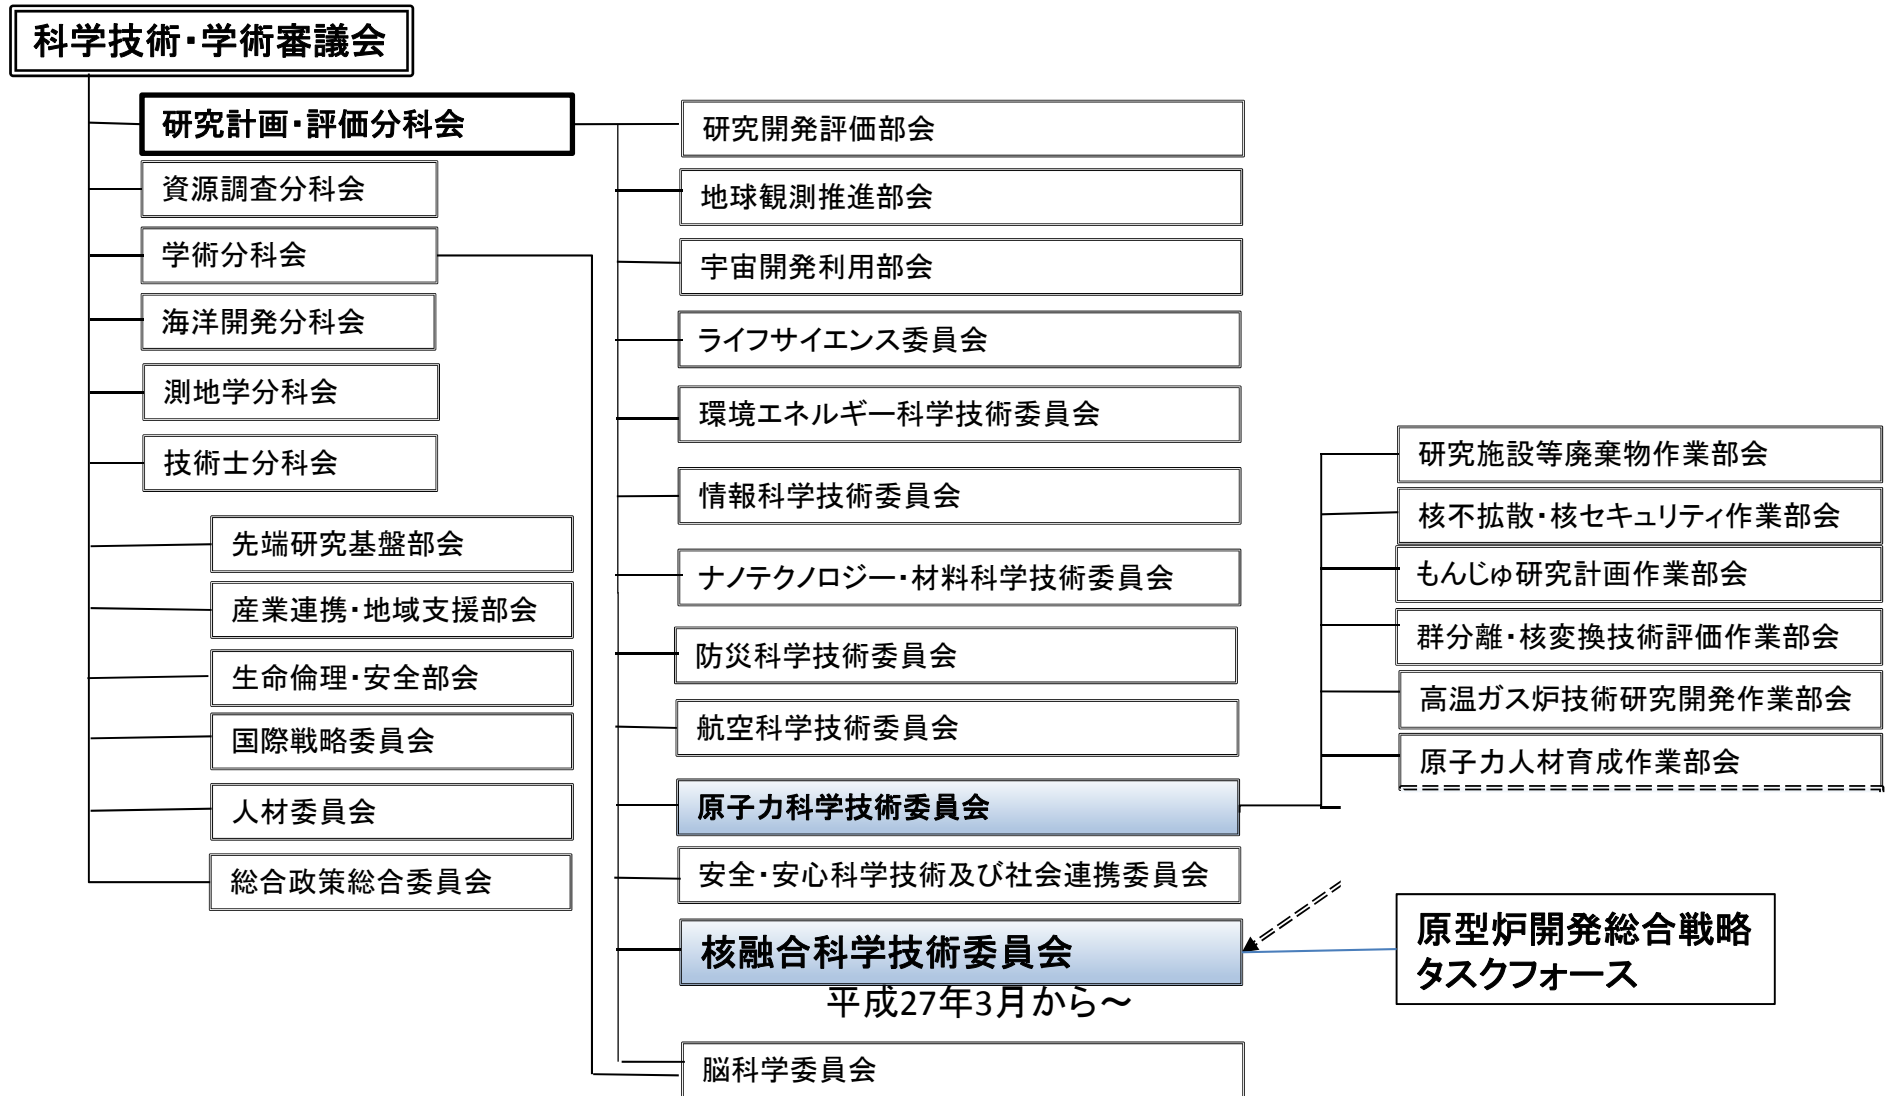 科学技術・学術審議会
研究計画・評価分科会
資源調査分科会
学術分科会
海洋開発分科会
測地学分科会
技術士分科会
先端研究基盤部会
産業連携・地域支援部会
生命倫理・安全部会
国際戦略委員会
人材委員会
総合政策総合委員会
研究開発評価部会
地球観測推進部会
宇宙開発利用部会
ライフサイエンス委員会
環境エネルギー科学技術委員会
情報科学技術委員会
ナノテクノロジー・材料科学技術委員会
防災科学技術委員会
航空科学技術委員会
原子力科学技術委員会
安全・安心科学技術及び社会連携委員会
核融合科学技術委員会
平成27年3月から～
脳科学委員会
研究施設等廃棄物作業部会
核不拡散・核セキュリティ作業部会
もんじゅ研究計画作業部会
群分離・核変換技術評価作業部会
高温ガス炉技術研究開発作業部会
原子力人材育成作業部会
原型炉開発総合戦略
タスクフォース